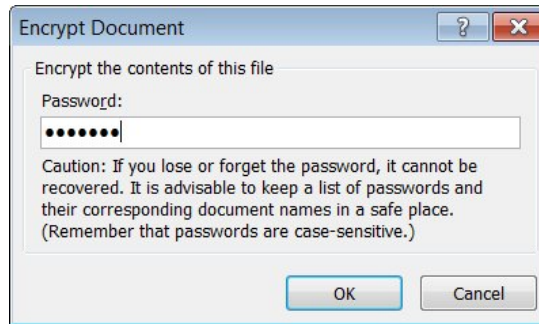 Encrypt Document
Encrypt the contents of this file
Password:
•••••••
Caution: If you lose or forget the password, it cannot be
recovered. It is advisable to keep a list of passwords and
their corresponding document names in a safe place.
(Remember that passwords are case-sensitive.)
OK Cancel